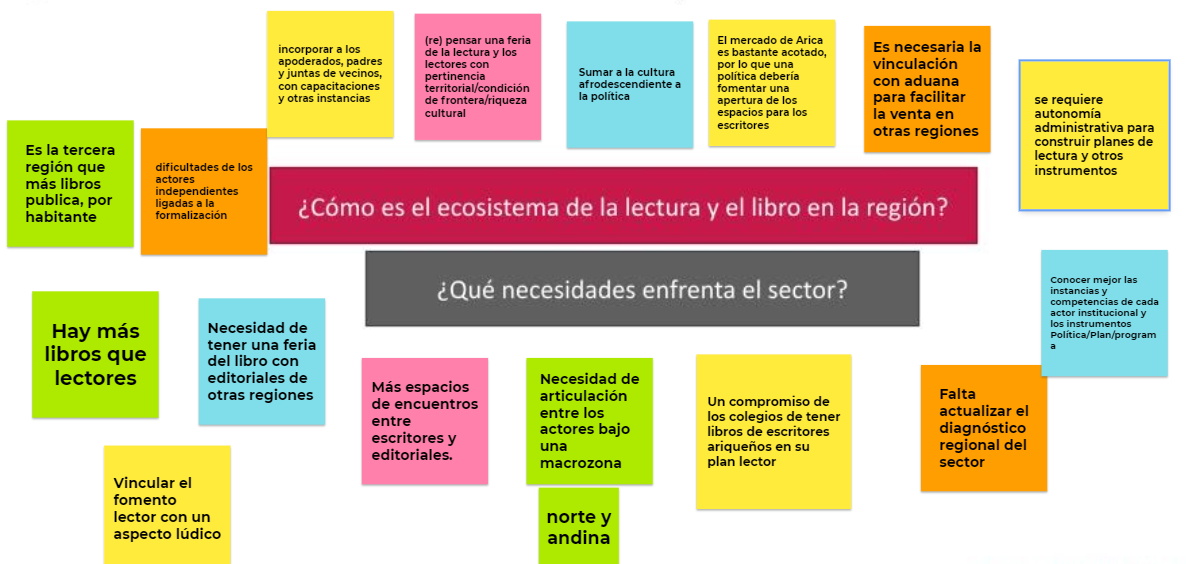 incorporar a los
apoderados, padres
y juntas de vecinos,
con capacitaciones
y otras instancias
(re) pensar una feria
de la lectura y los
lectores con
pertinencia
territorial/condición
de frontera/riqueza
cultural
Sumar a la cultura
afrodescendiente a
la política
El mercado de Arica
es bastante acotado,
por lo que una
política debería
fomentar una
apertura de los
espacios para los
escritores
Es necesaria la
vinculación
con aduana
para facilitar
la venta en
otras regiones
se requiere
autonomía
administrativa para
construir planes de
lectura y otros
instrumentos
Es la tercera
región que
más libros
publica, por
habitante
dificultades de los
actores
independientes
ligadas a la
formalización
¿Cómo es el ecosistema de la lectura y el libro en la región?
¿Qué necesidades enfrenta el sector?
Conocer mejor las
instancias y
competencias de cada
actor institucional y
los instrumentos
Política/Plan/program
a
Hay más
libros que
lectores
Necesidad de
tener una feria
del libro con
editoriales de
otras regiones
Más espacios
de encuentros
entre
escritores y
editoriales.
Necesidad de
articulación
entre los
actores bajo
una
macrozona
norte y
andina
Un compromiso de
los colegios de tener
libros de escritores
ariqueños en su
plan lector
Falta
actualizar el
diagnóstico
regional del
sector
Vincular el
fomento
lector con un
aspecto lúdico